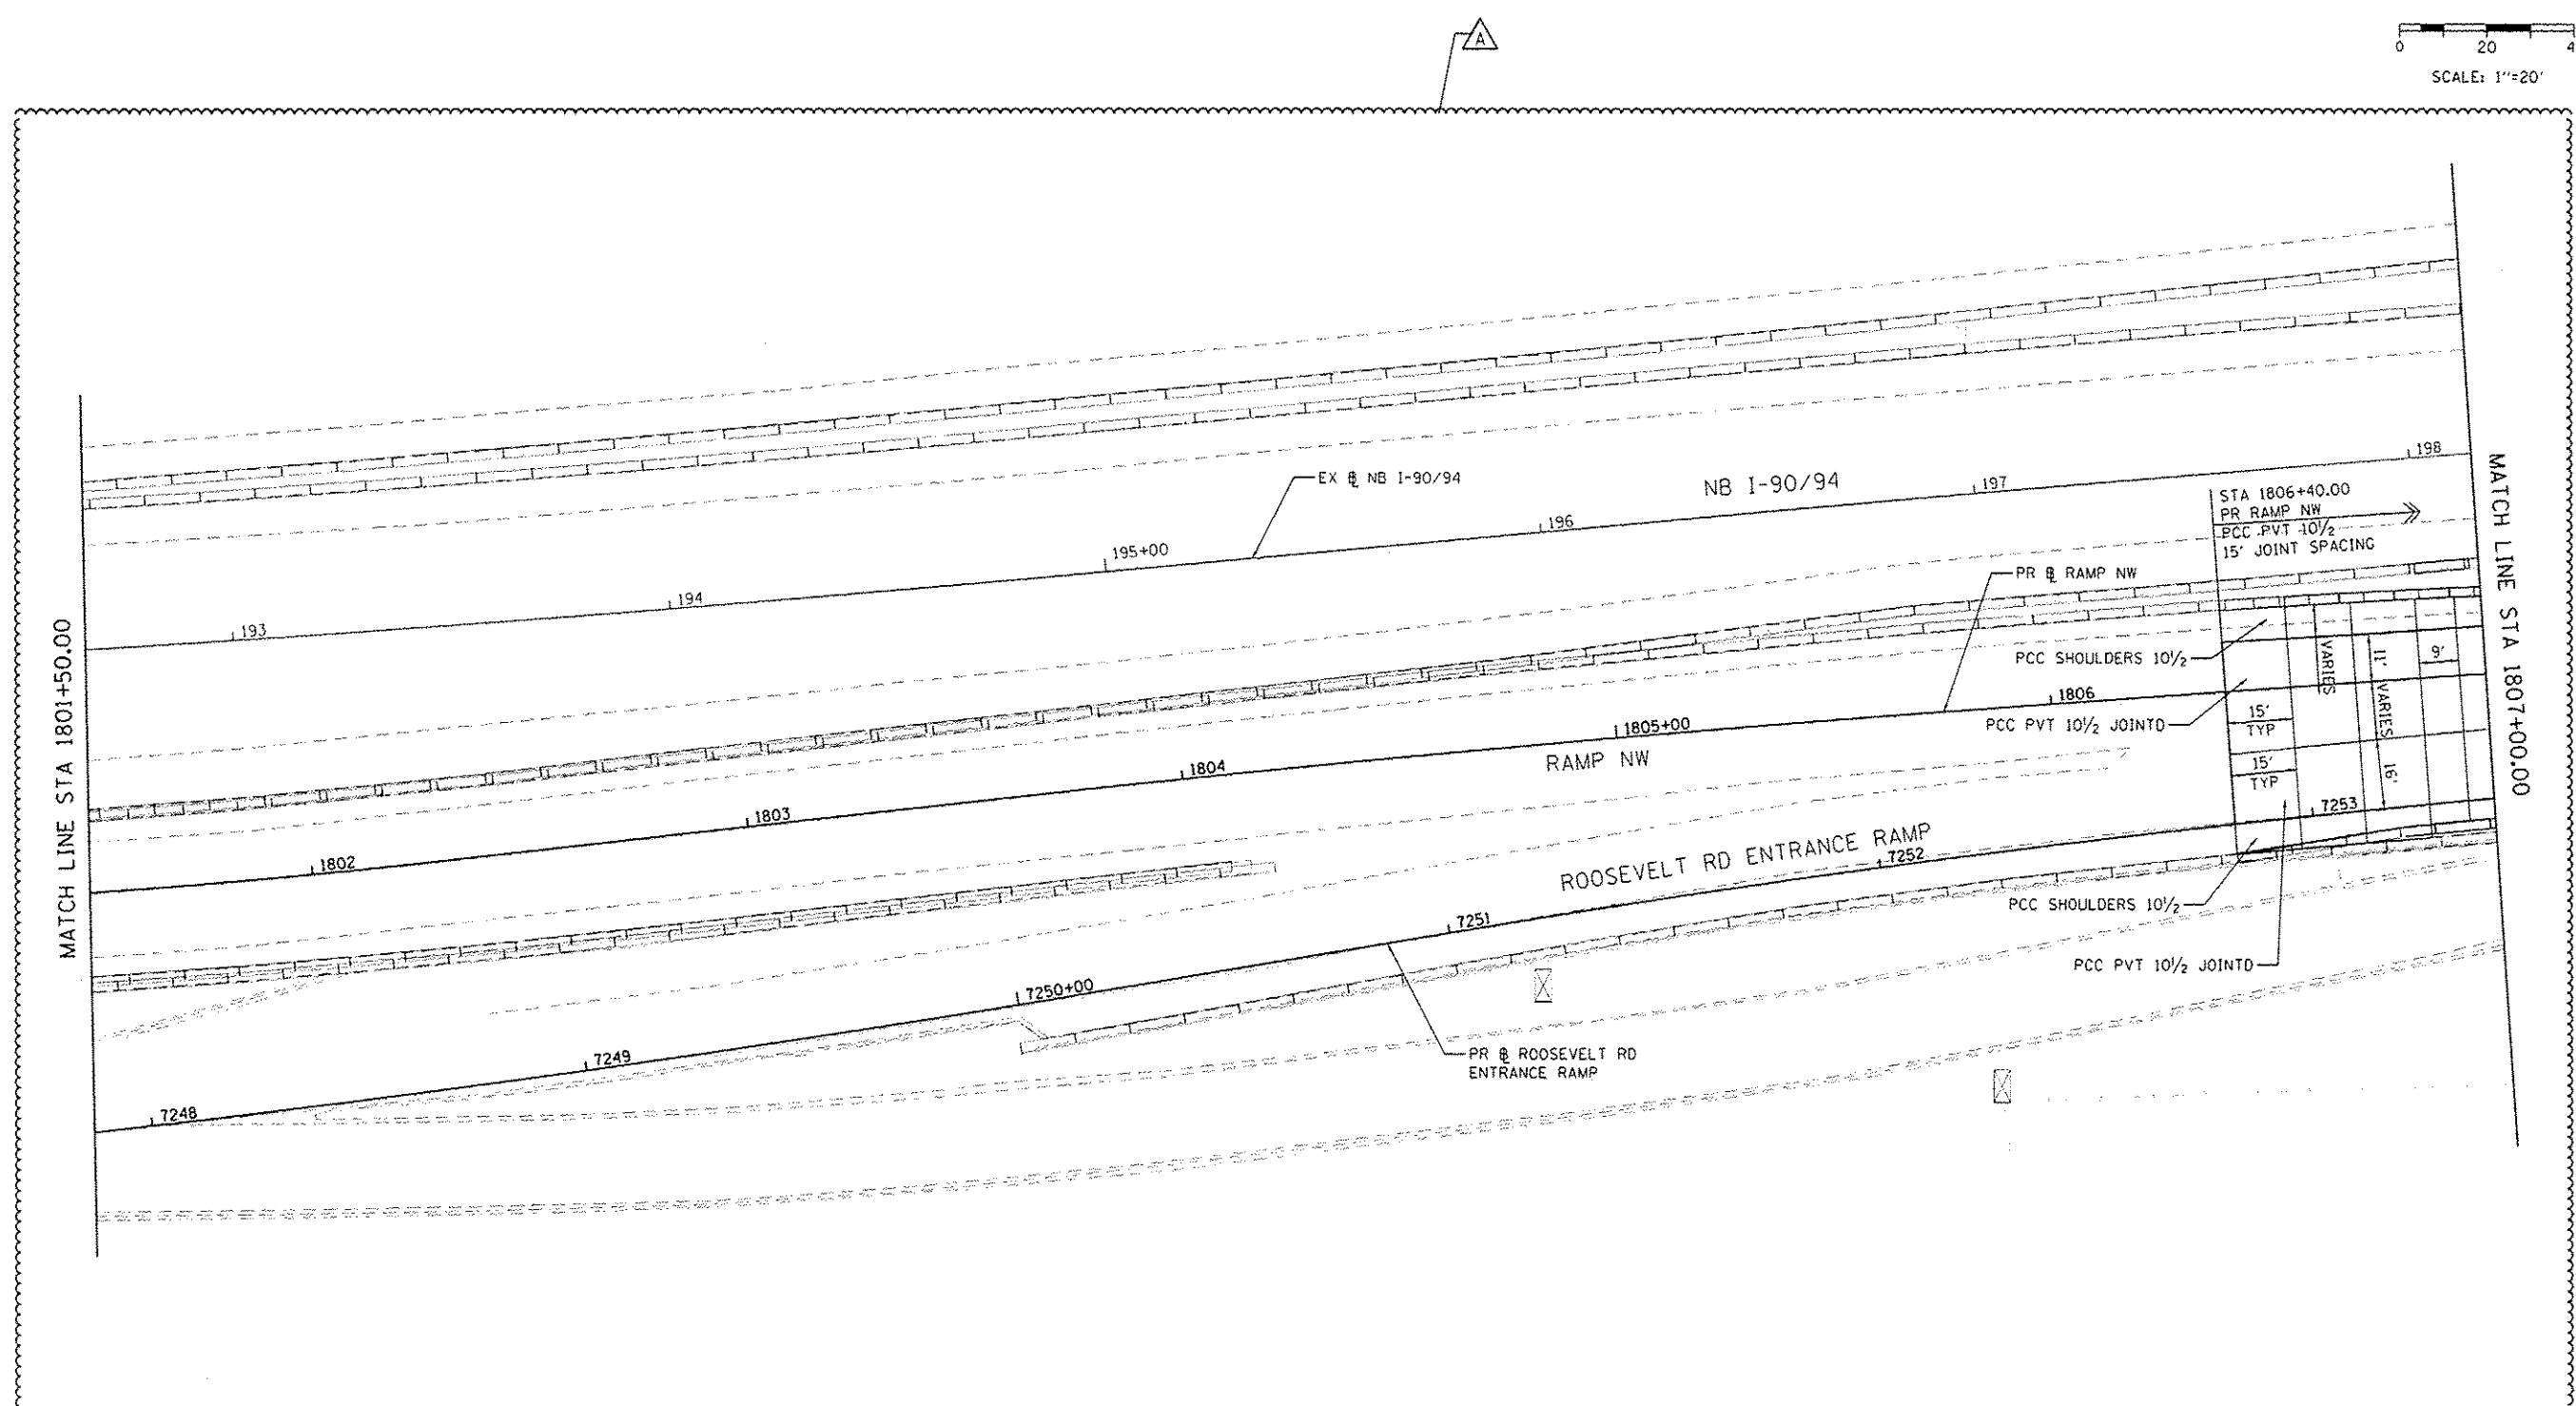 A
0 20 4
SCALE: 1"=20'
MATCH LINE STA 1801+50.00
193
194
195+00
EX ℄ NB I-90/94
196
NB I-90/94
197
198
STA 1806+40.00
PR RAMP NW
PCC PVT 10½
15' JOINT SPACING
MATCH LINE STA 1807+00.00
PR ℄ RAMP NW
PCC SHOULDERS 10½
PCC PVT 10½ JOINTD
1802
1803
1804
1805+00
1806
RAMP NW
VARIES
11'
VARIES
16'
9'
15'
TYP
15'
TYP
7248
7249
7250+00
7251
7252
7253
ROOSEVELT RD ENTRANCE RAMP
PCC SHOULDERS 10½
PCC PVT 10½ JOINTD
PR ℄ ROOSEVELT RD
ENTRANCE RAMP